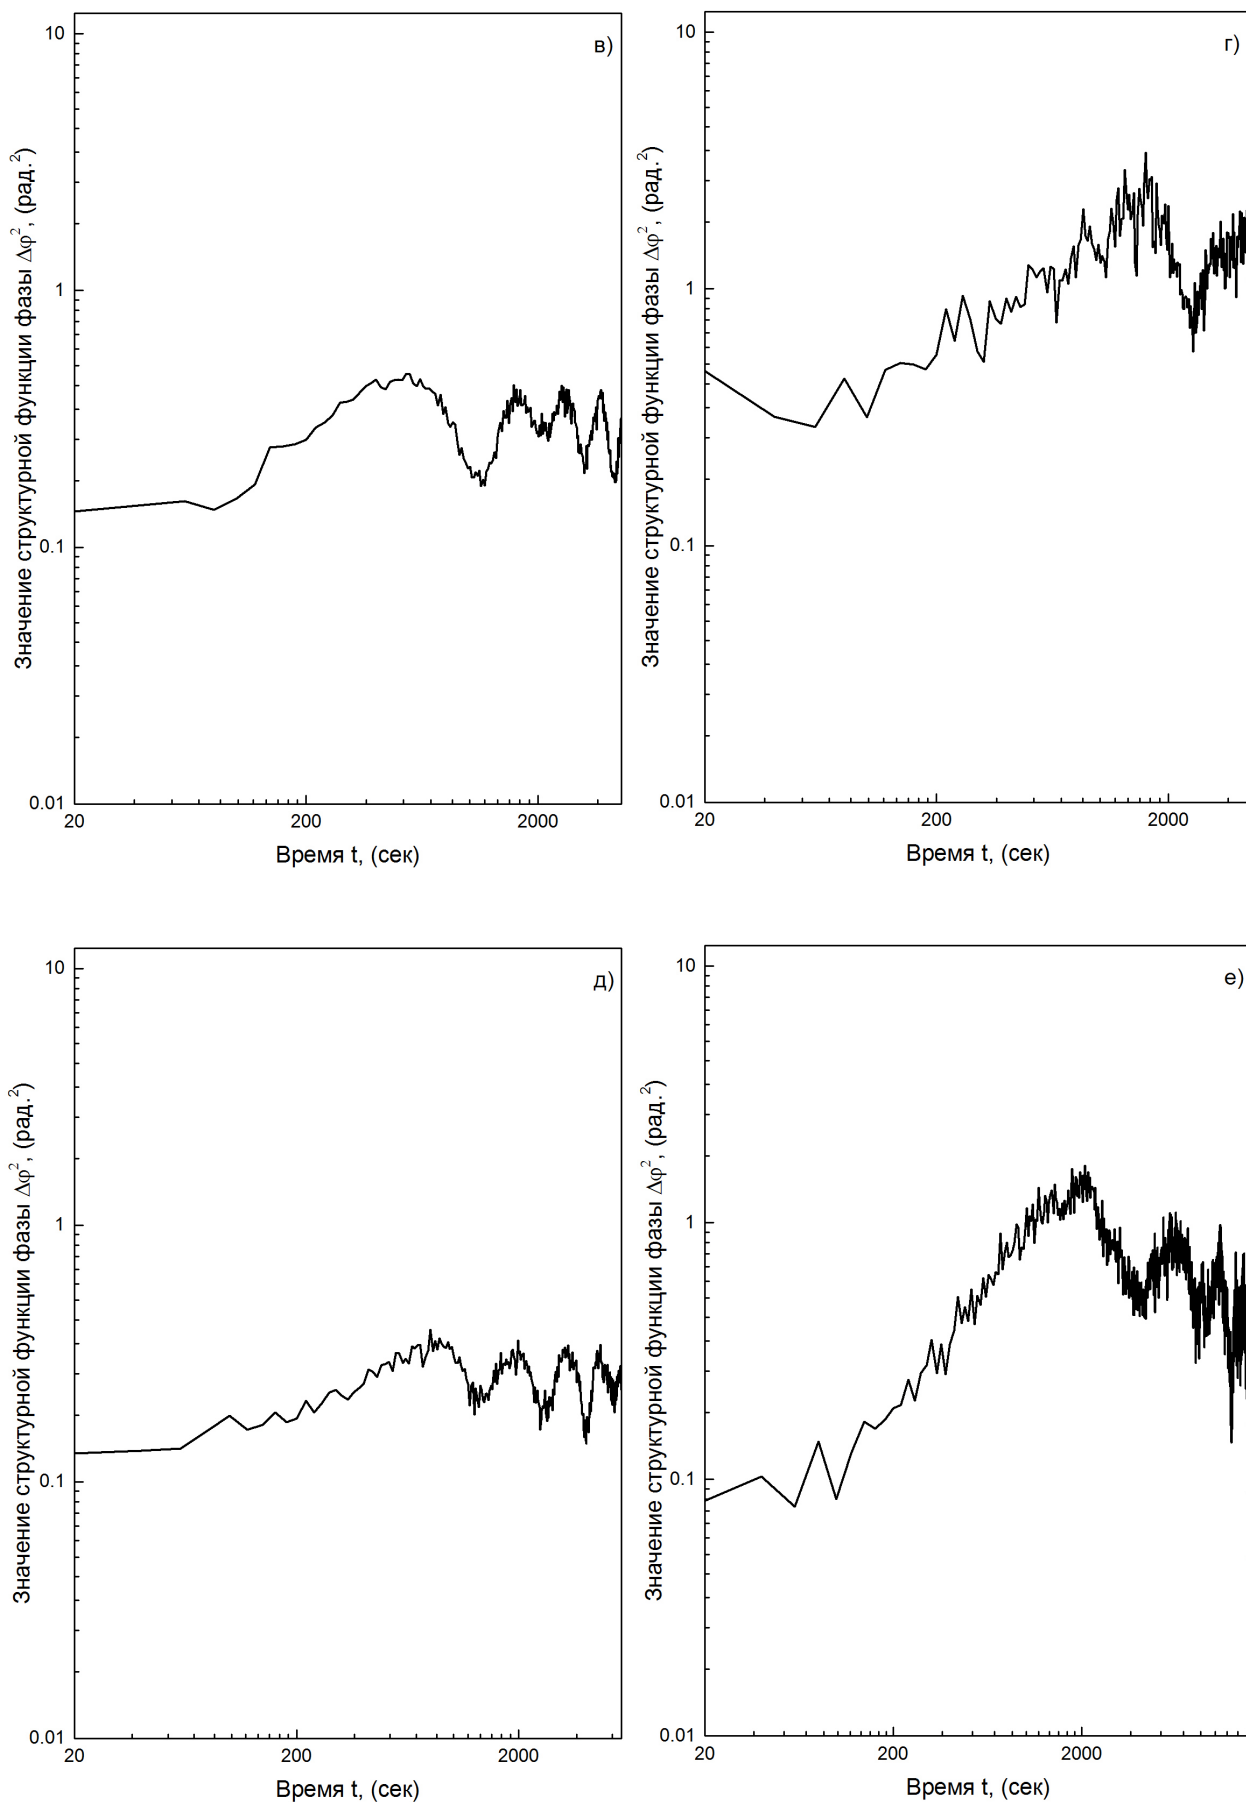 в)
10
1
0.1
0.01
20 200 2000
Время t, (сек)
Значение структурной функции фазы Δφ², (рад.²)
г)
10
1
0.1
0.01
20 200 2000
Время t, (сек)
Значение структурной функции фазы Δφ², (рад.²)
д)
10
1
0.1
0.01
20 200 2000
Время t, (сек)
Значение структурной функции фазы Δφ², (рад.²)
е)
10
1
0.1
0.01
20 200 2000
Время t, (сек)
Значение структурной функции фазы Δφ², (рад.²)